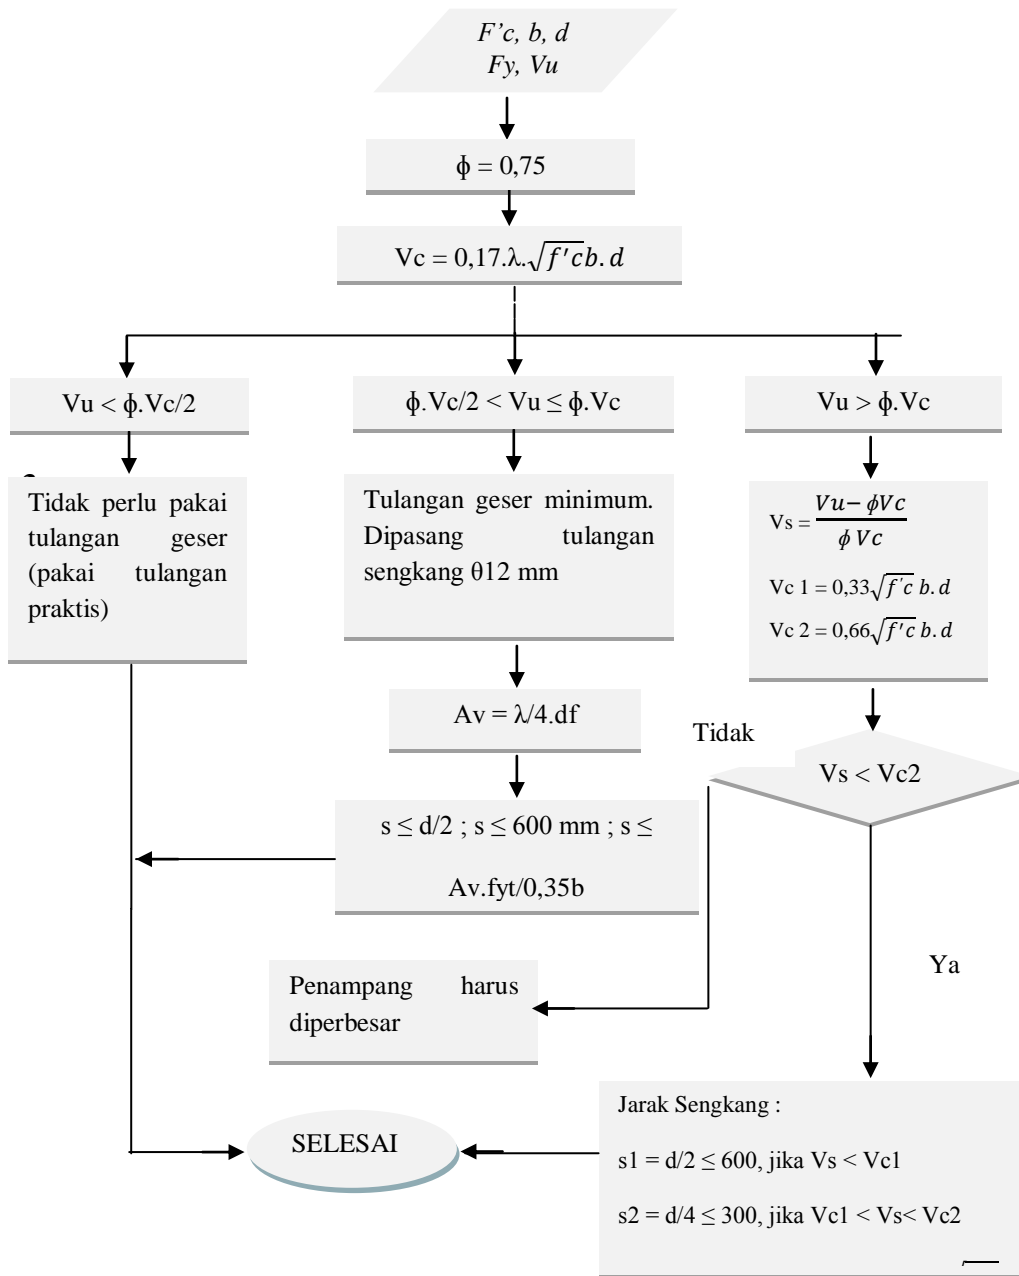 F’c, b, d
Fy, Vu
ϕ = 0,75
Vc = 0,17.λ.√f′c b. d
Vu < ϕ.Vc/2
ϕ.Vc/2 < Vu ≤ ϕ.Vc
Vu > ϕ.Vc
Tidak perlu pakai
tulangan geser
(pakai tulangan
praktis)
Tulangan geser minimum.
Dipasang tulangan
sengkang θ12 mm
Vs = Vu− ϕVc / ϕ Vc
Vc 1 = 0,33√f′c b. d
Vc 2 = 0,66√f′c b. d
Av = λ/4.df
Tidak
Vs < Vc2
s ≤ d/2 ; s ≤ 600 mm ; s ≤
Av.fyt/0,35b
Ya
Penampang harus
diperbesar
Jarak Sengkang :
s1 = d/2 ≤ 600, jika Vs < Vc1
s2 = d/4 ≤ 300, jika Vc1 < Vs< Vc2
SELESAI